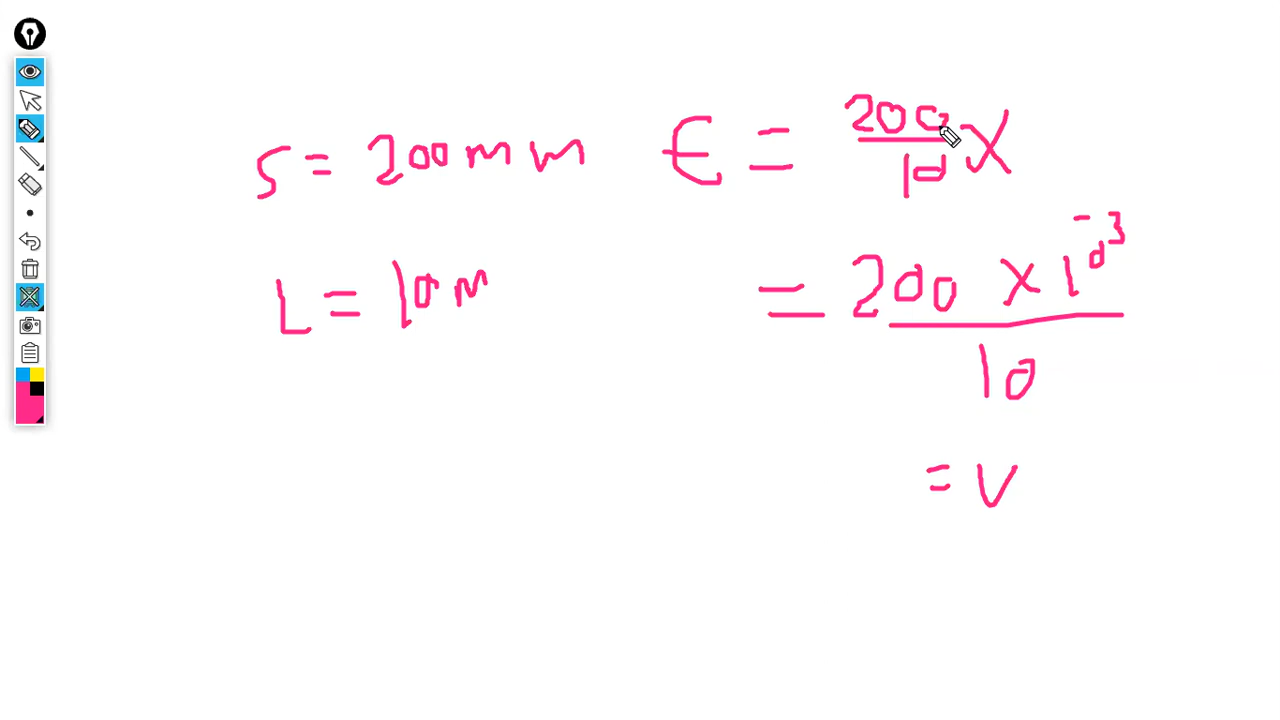 S = 200mm
L = 10m
€ = 200/10 X
= 200 × 10⁻³ / 10
= V